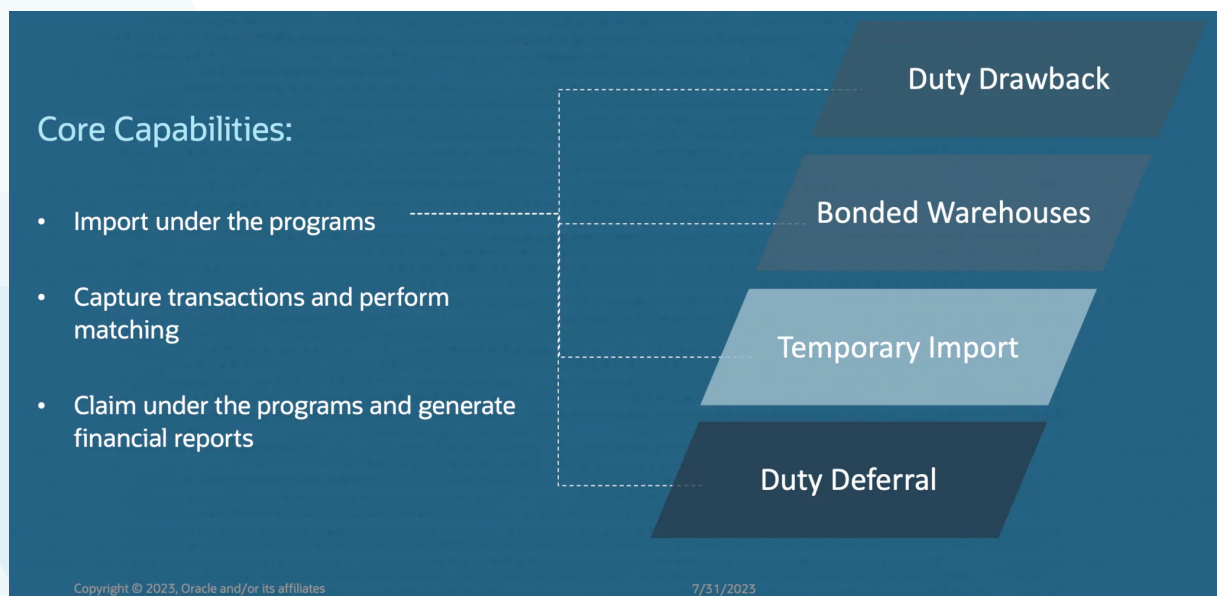 Core Capabilities:
• Import under the programs
• Capture transactions and perform
matching
• Claim under the programs and generate
financial reports
Duty Drawback
Bonded Warehouses
Temporary Import
Duty Deferral
Copyright © 2023, Oracle and/or its affiliates
7/31/2023